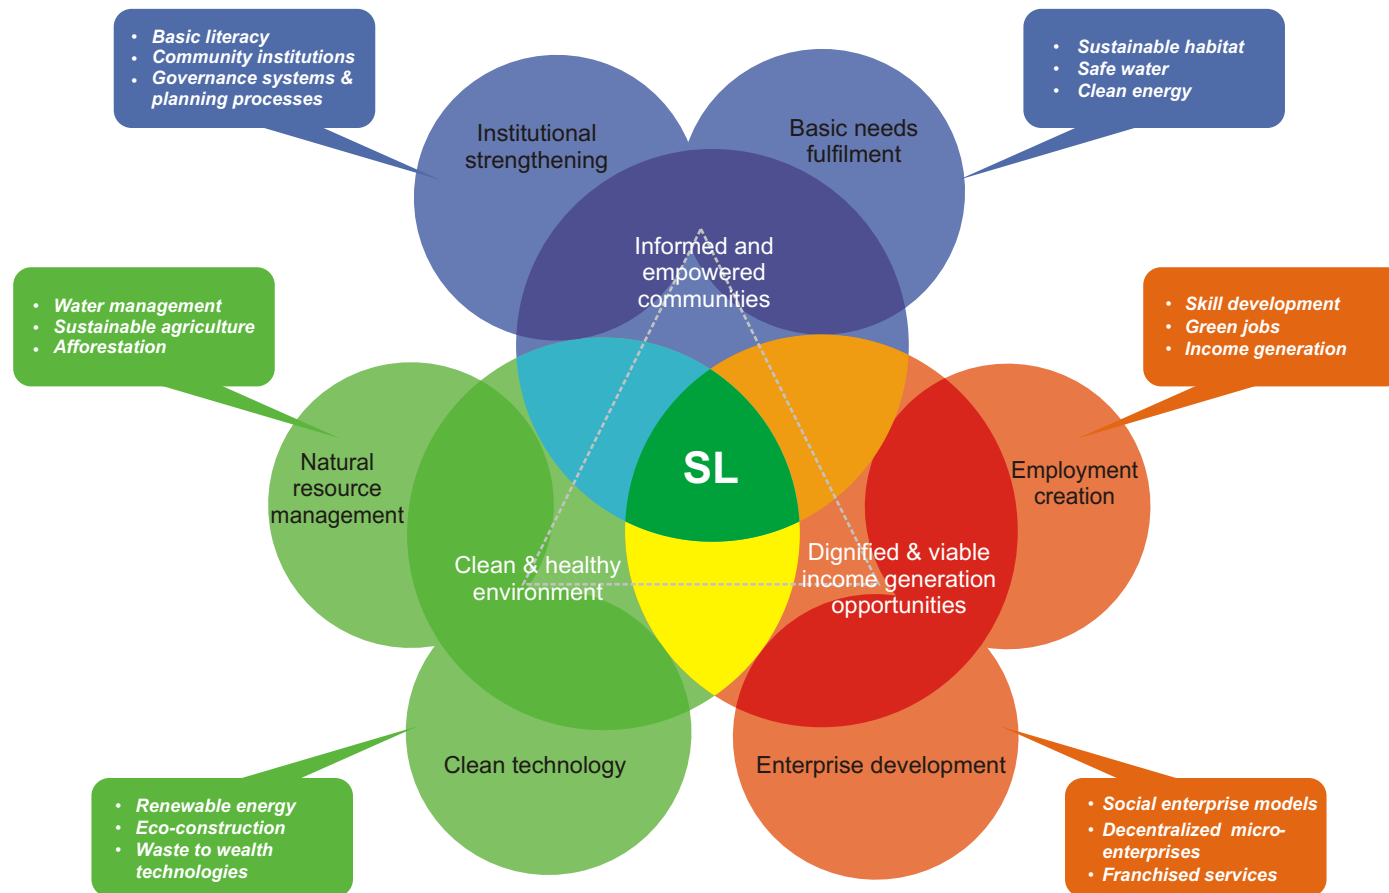 Basic literacy
Community institutions
Governance systems &
planning processes
Sustainable habitat
Safe water
Clean energy
Institutional
strengthening
Basic needs
fulfilment
Informed and
empowered
communities
Water management
Sustainable agriculture
Afforestation
Skill development
Green jobs
Income generation
Natural
resource
management
SL
Employment
creation
Clean & healthy
environment
Dignified & viable
income generation
opportunities
Clean technology
Enterprise development
Renewable energy
Eco-construction
Waste to wealth
technologies
Social enterprise models
Decentralized micro-
enterprises
Franchised services